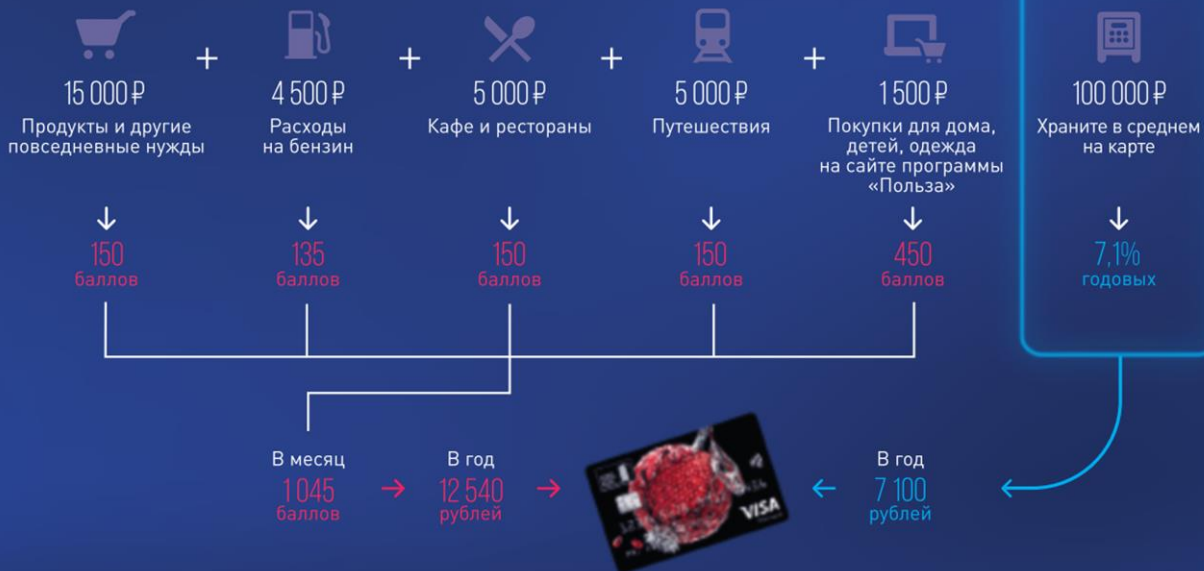 15 000 ₽
Продукты и другие
повседневные нужды
4 500 ₽
Расходы
на бензин
5 000 ₽
Кафе и рестораны
5 000 ₽
Путешествия
1 500 ₽
Покупки для дома,
детей, одежда
на сайте программы
«Польза»
100 000 ₽
Храните в среднем
на карте
150
баллов
135
баллов
150
баллов
150
баллов
450
баллов
7,1%
годовых
В месяц
1 045
баллов
В год
12 540
рублей
VISA
В год
7 100
рублей